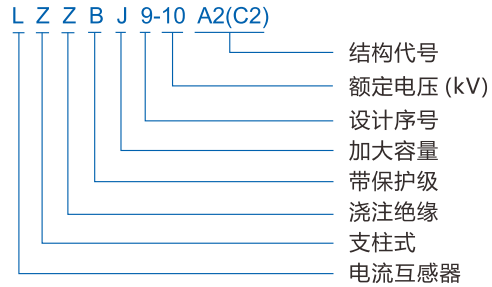 L Z Z B J 9-10 A2(C2)
结构代号
额定电压 (kV)
设计序号
加大容量
带保护级
浇注绝缘
支柱式
电流互感器